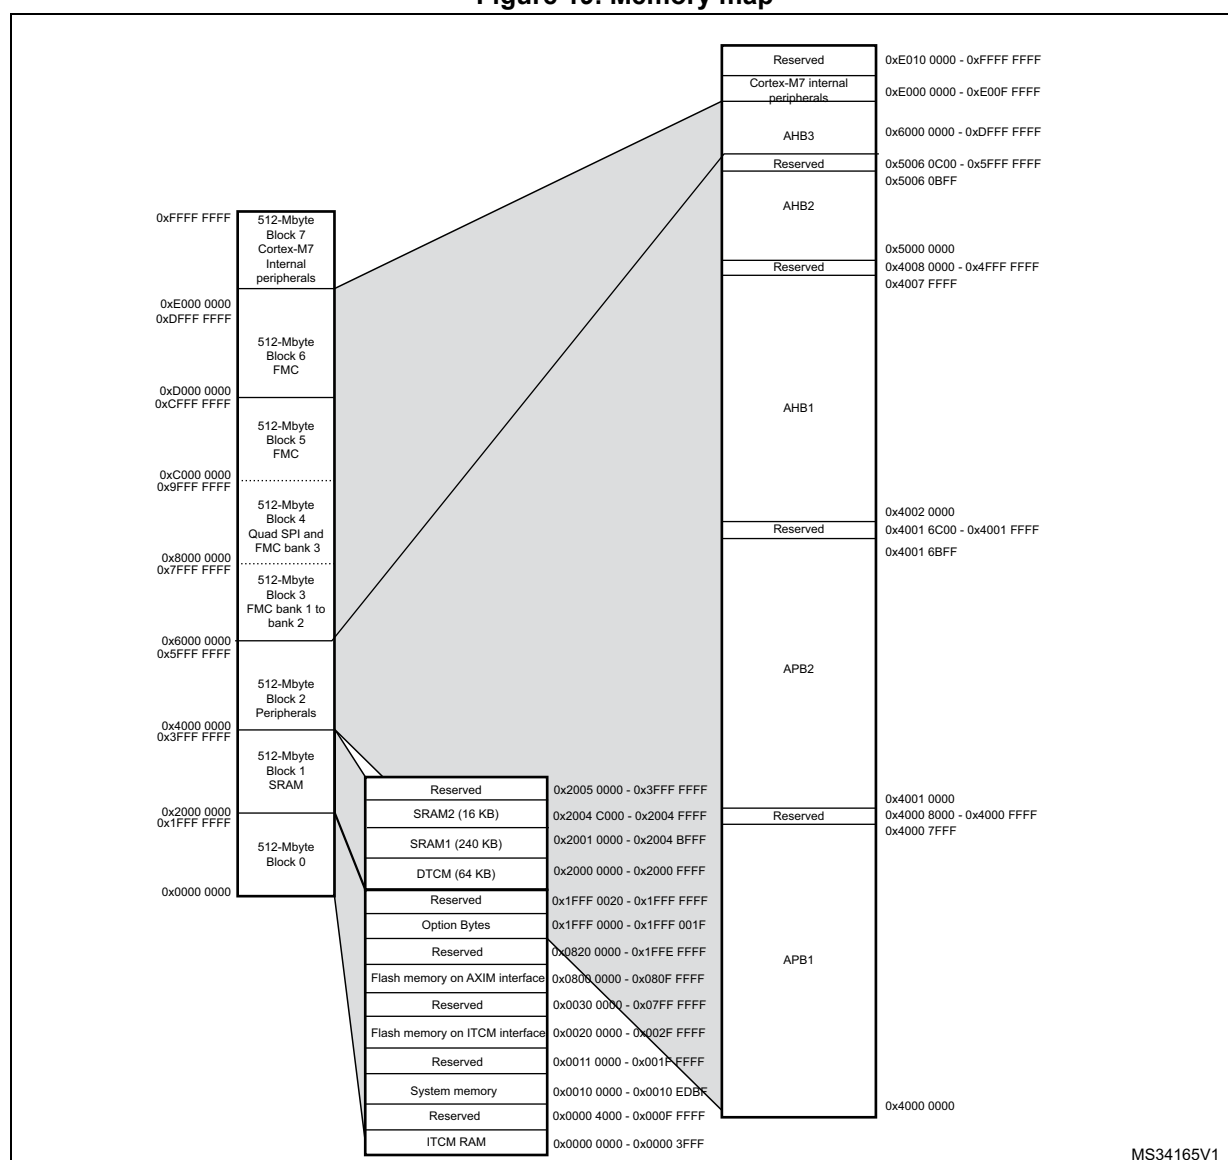 0xFFFF FFFF
512-Mbyte
Block 7
Cortex-M7
Internal
peripherals
0xE000 0000
0xDFFF FFFF
512-Mbyte
Block 6
FMC
0xD000 0000
0xCFFF FFFF
512-Mbyte
Block 5
FMC
0xC000 0000
0x9FFF FFFF
512-Mbyte
Block 4
Quad SPI and
FMC bank 3
0x8000 0000
0x7FFF FFFF
512-Mbyte
Block 3
FMC bank 1 to
bank 2
0x6000 0000
0x5FFF FFFF
512-Mbyte
Block 2
Peripherals
0x4000 0000
0x3FFF FFFF
512-Mbyte
Block 1
SRAM
0x2000 0000
0x1FFF FFFF
512-Mbyte
Block 0
0x0000 0000
Reserved 0x2005 0000 - 0x3FFF FFFF
SRAM2 (16 KB) 0x2004 C000 - 0x2004 FFFF
SRAM1 (240 KB) 0x2001 0000 - 0x2004 BFFF
DTCM (64 KB) 0x2000 0000 - 0x2000 FFFF
Reserved 0x1FFF 0020 - 0x1FFF FFFF
Option Bytes 0x1FFF 0000 - 0x1FFF 001F
Reserved 0x0820 0000 - 0x1FFE FFFF
Flash memory on AXIM interface 0x0800 0000 - 0x080F FFFF
Reserved 0x0030 0000 - 0x07FF FFFF
Flash memory on ITCM interface 0x0020 0000 - 0x002F FFFF
Reserved 0x0011 0000 - 0x001F FFFF
System memory 0x0010 0000 - 0x0010 EDBF
Reserved 0x0000 4000 - 0x000F FFFF
ITCM RAM 0x0000 0000 - 0x0000 3FFF
Reserved 0xE010 0000 - 0xFFFF FFFF
Cortex-M7 internal
peripherals 0xE000 0000 - 0xE00F FFFF
AHB3 0x6000 0000 - 0xDFFF FFFF
Reserved 0x5006 0C00 - 0x5FFF FFFF
0x5006 0BFF
AHB2
0x5000 0000
Reserved 0x4008 0000 - 0x4FFF FFFF
0x4007 FFFF
AHB1
0x4002 0000
Reserved 0x4001 6C00 - 0x4001 FFFF
0x4001 6BFF
APB2
0x4001 0000
Reserved 0x4000 8000 - 0x4000 FFFF
0x4000 7FFF
APB1
0x4000 0000
MS34165V1